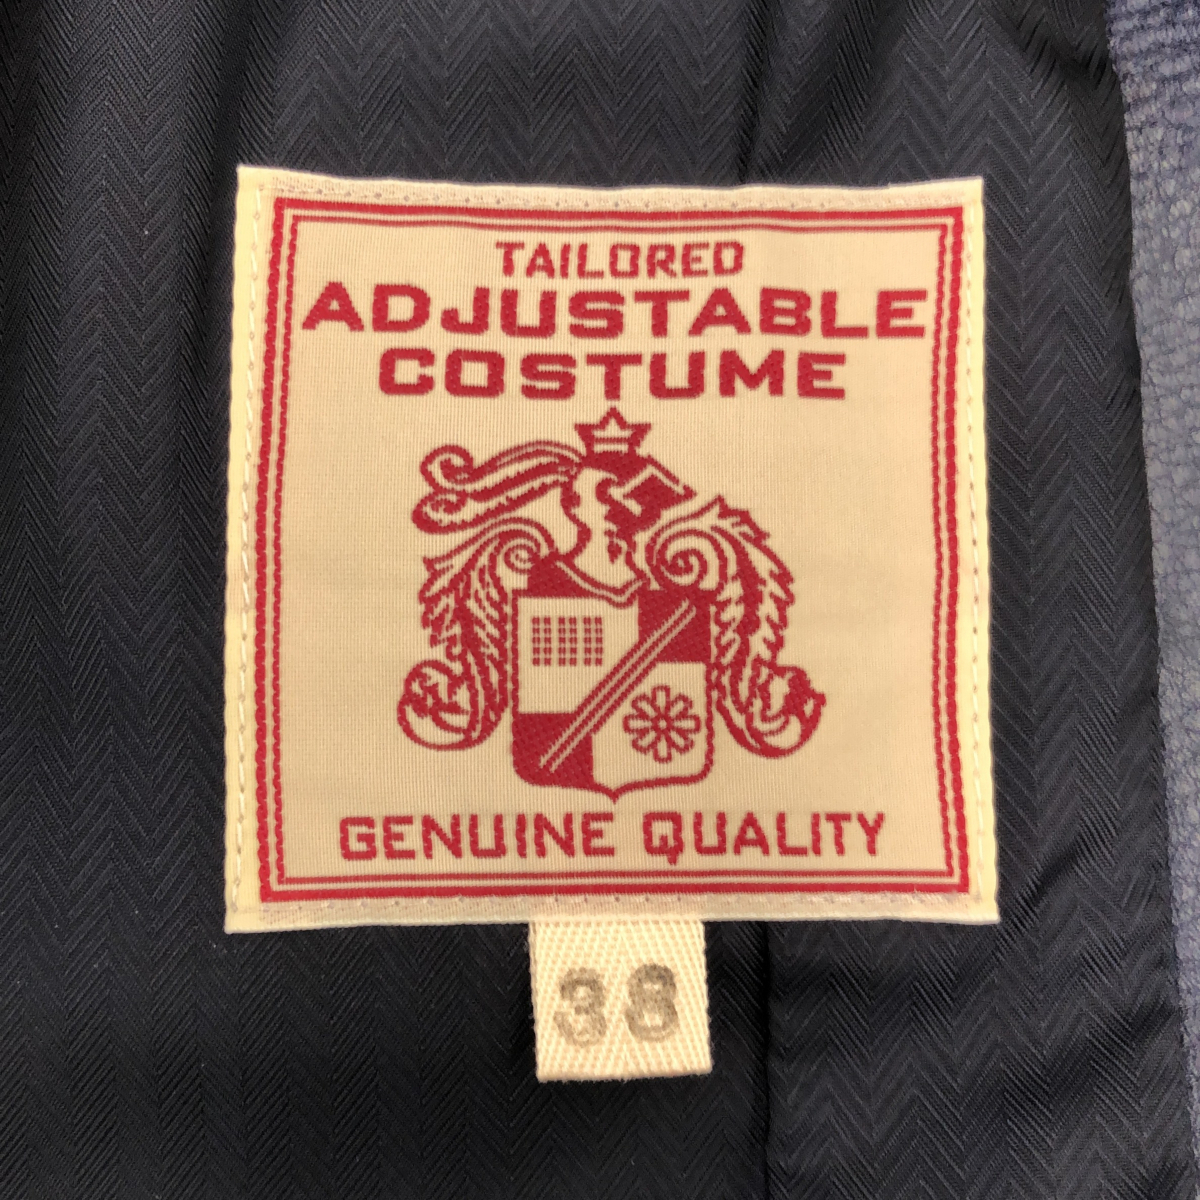 TAILORED
ADJUSTABLE
COSTUME
GENUINE QUALITY
38